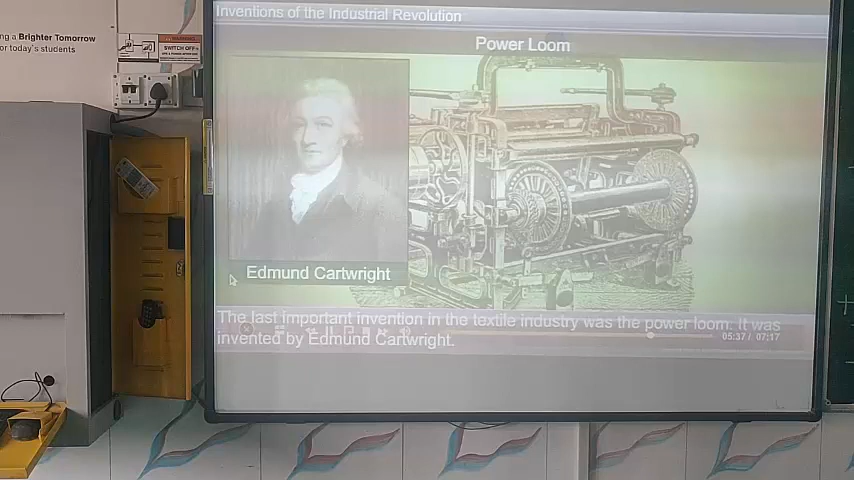 Inventions of the Industrial Revolution
Power Loom
ng a Brighter Tomorrow
or today's students
WARNING
SWITCH OFF
Edmund Cartwright
The last important invention in the textile industry was the power loom. It was
invented by Edmund Cartwright.
05:37 / 07:17